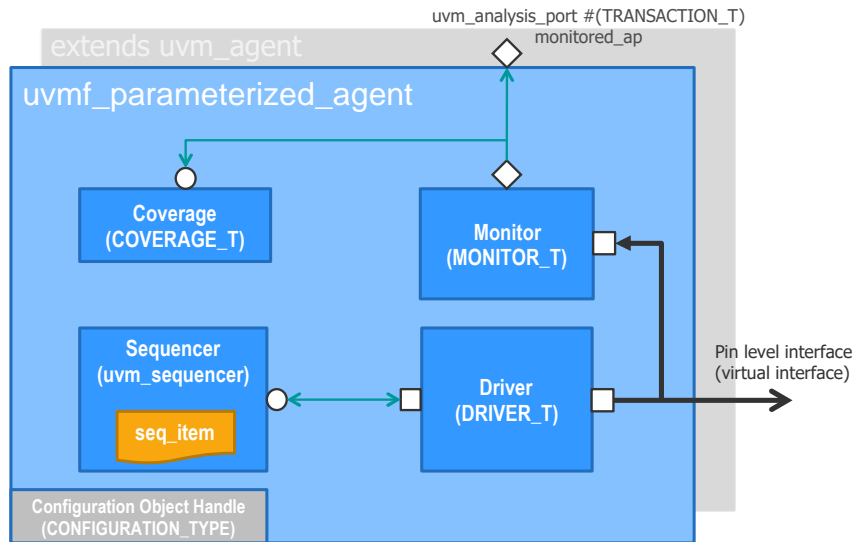 uvm_analysis_port #(TRANSACTION_T)
monitored_ap
extends uvm_agent
uvmf_parameterized_agent
Coverage
(COVERAGE_T)
Monitor
(MONITOR_T)
Sequencer
(uvm_sequencer)
seq_item
Driver
(DRIVER_T)
Pin level interface
(virtual interface)
Configuration Object Handle
(CONFIGURATION_TYPE)